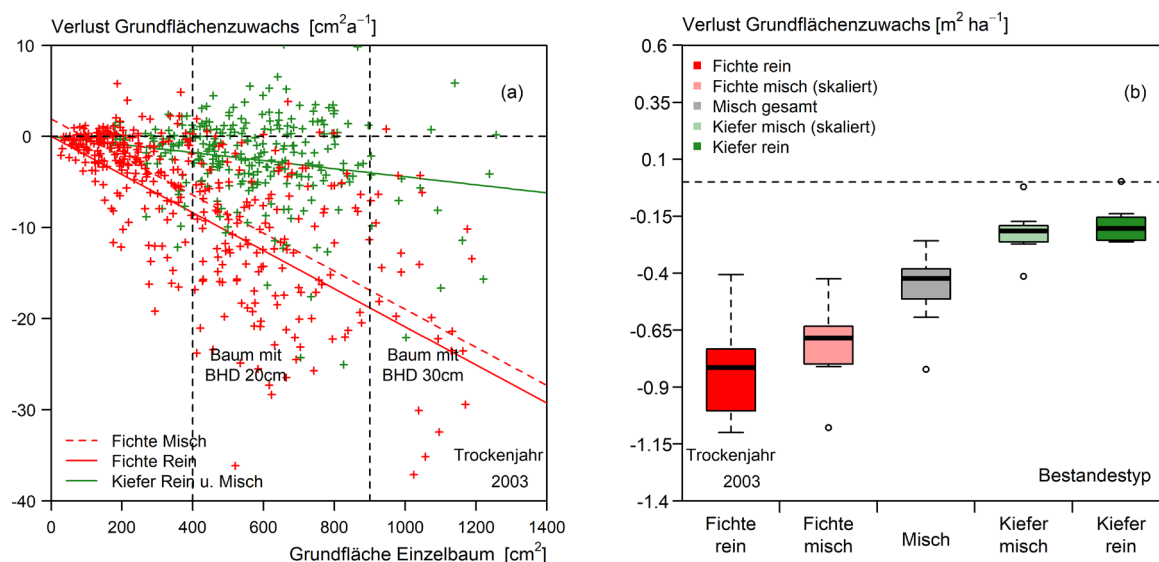 Verlust Grundflächenzuwachs [cm²a⁻¹]
(a)
10
0
-10
-20
-30
-40
Baum mit
BHD 20cm
Baum mit
BHD 30cm
Fichte Misch
Fichte Rein
Kiefer Rein u. Misch
Trockenjahr
2003
0
200
400
600
800
1000
1200
1400
Grundfläche Einzelbaum [cm²]
Verlust Grundflächenzuwachs [m² ha⁻¹]
(b)
Fichte rein
Fichte misch (skaliert)
Misch gesamt
Kiefer misch (skaliert)
Kiefer rein
0.6
0.35
0.1
-0.15
-0.4
-0.65
-0.9
-1.15
-1.4
Trockenjahr
2003
Bestandestyp
Fichte
rein
Fichte
misch
Misch
Kiefer
misch
Kiefer
rein